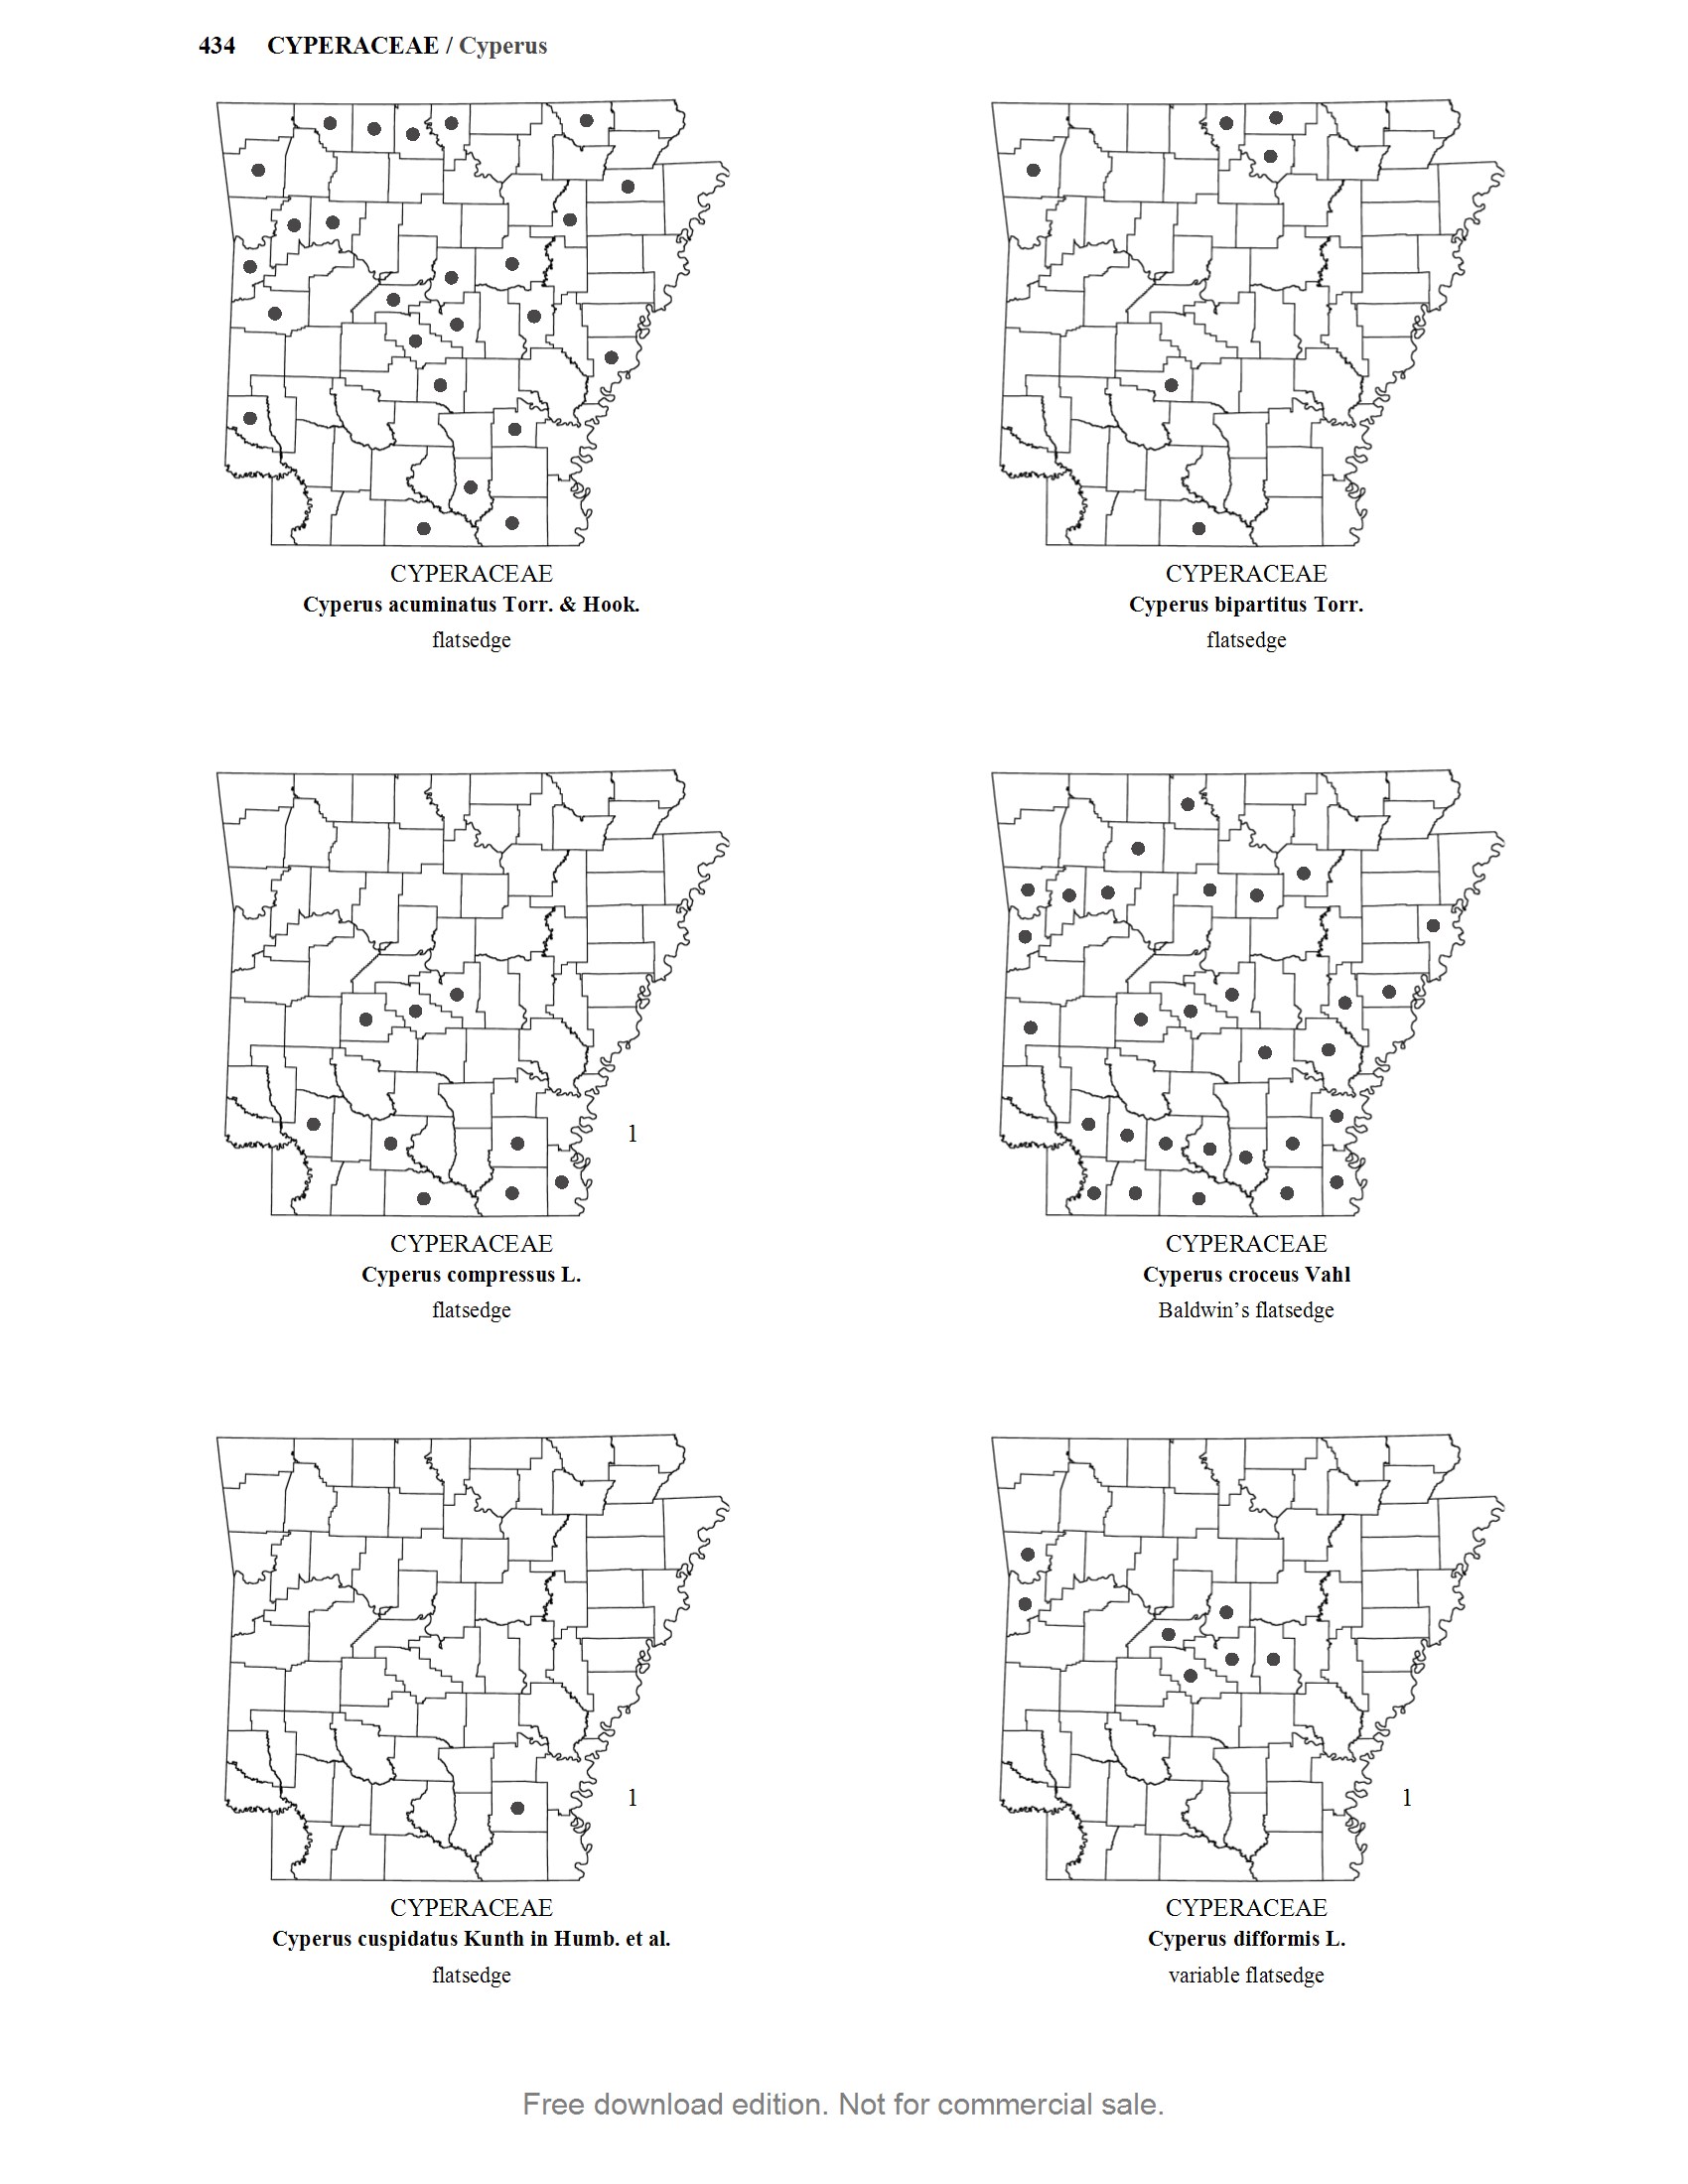 434 CYPERACEAE / Cyperus
CYPERACEAE
Cyperus acuminatus Torr. & Hook.
flatsedge
CYPERACEAE
Cyperus bipartitus Torr.
flatsedge
1
CYPERACEAE
Cyperus compressus L.
flatsedge
CYPERACEAE
Cyperus croceus Vahl
Baldwin’s flatsedge
1
CYPERACEAE
Cyperus cuspidatus Kunth in Humb. et al.
flatsedge
1
CYPERACEAE
Cyperus difformis L.
variable flatsedge
Free download edition. Not for commercial sale.